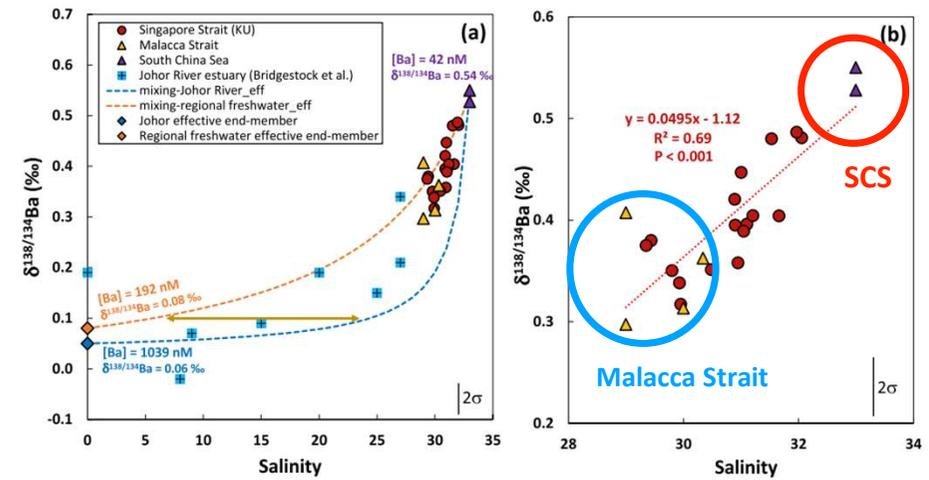 (a)
Singapore Strait (KU)
Malacca Strait
South China Sea
Johor River estuary (Bridgestock et al.)
mixing-Johor River_eff
mixing-regional freshwater_eff
Johor effective end-member
Regional freshwater effective end-member
[Ba] = 42 nM
δ138/134Ba = 0.54 ‰
[Ba] = 192 nM
δ138/134Ba = 0.08 ‰
[Ba] = 1039 nM
δ138/134Ba = 0.06 ‰
2σ
0.7
0.6
0.5
0.4
0.3
0.2
0.1
0.0
-0.1
δ138/134Ba (‰)
0 5 10 15 20 25 30 35
Salinity
(b)
y = 0.0495x - 1.12
R² = 0.69
P < 0.001
SCS
Malacca Strait
2σ
0.6
0.5
0.4
0.3
0.2
δ138/134Ba (‰)
28 30 32 34
Salinity